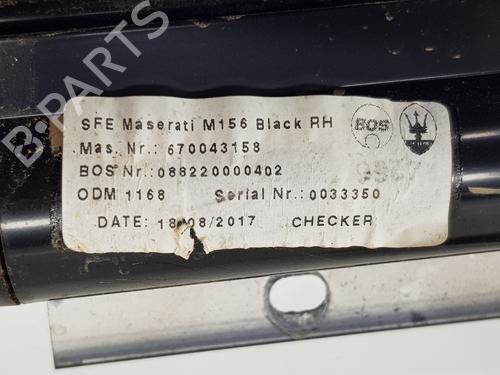 SFE Maserati M156 Black RH
Mas. Nr.: 670043158
BOS Nr.:088220000402
ODM 1168 Serial Nr.:0033350
DATE: 18/08/2017 CHECKER
BOS
B-PARTS